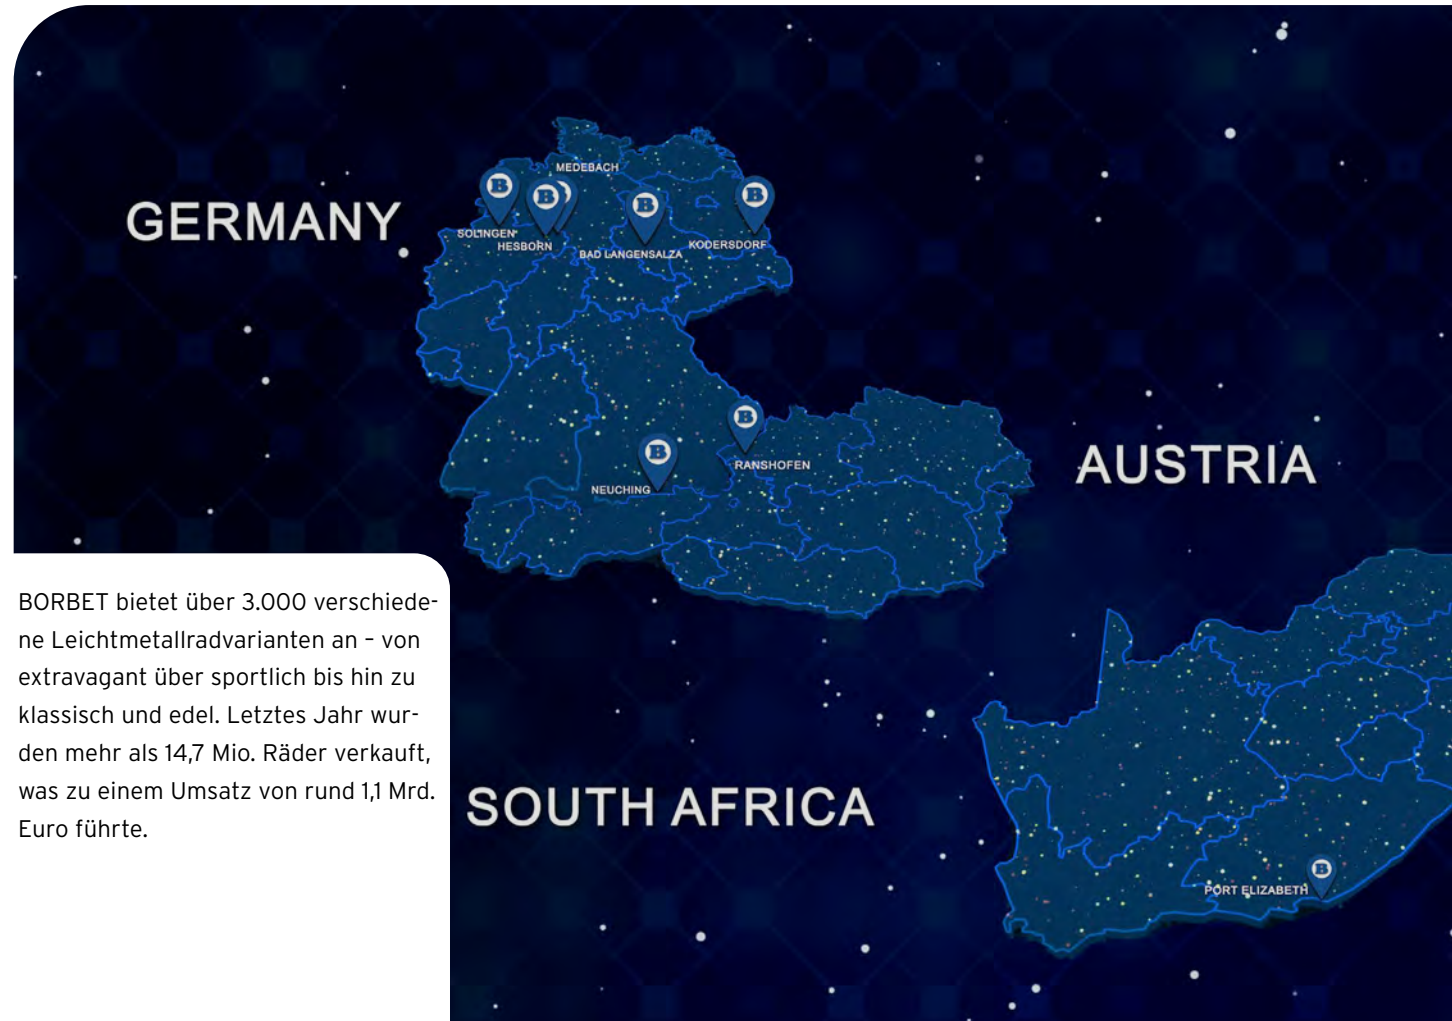 GERMANY
MEDEBACH
B
B
B
B
SOLINGEN
HESBORN
BAD LANGENSALZA
KODERSDORF
B
B
RANSHOFEN
NEUCHING
AUSTRIA
BORBET bietet über 3.000 verschiede-
ne Leichtmetallradvarianten an – von
extravagant über sportlich bis hin zu
klassisch und edel. Letztes Jahr wur-
den mehr als 14,7 Mio. Räder verkauft,
was zu einem Umsatz von rund 1,1 Mrd.
Euro führte.
SOUTH AFRICA
B
PORT ELIZABETH